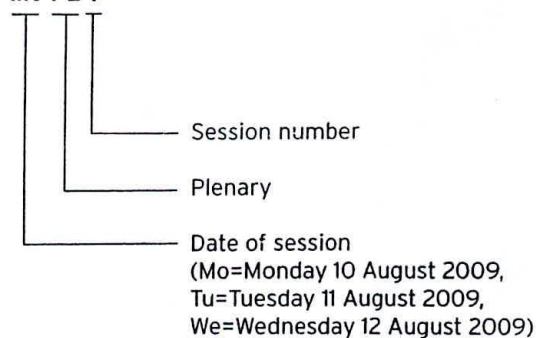 Session number
Plenary
Date of session
(Mo=Monday 10 August 2009,
Tu=Tuesday 11 August 2009,
We=Wednesday 12 August 2009)